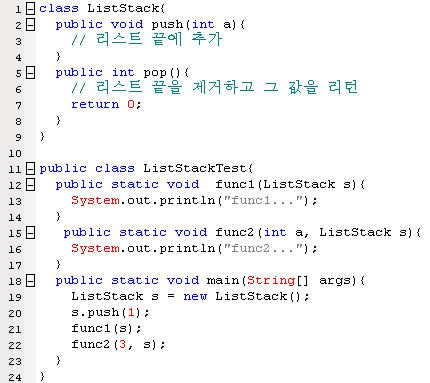 1 class ListStack{
2 public void push(int a){
3 // 리스트 끝에 추가
4 }
5 public int pop(){
6 // 리스트 끝을 제거하고 그 값을 리턴
7 return 0;
8 }
9 }
10
11 public class ListStackTest{
12 public static void  func1(ListStack s){
13 System.out.println("func1...");
14 }
15 public static void func2(int a, ListStack s){
16 System.out.println("func2...");
17 }
18 public static void main(String[] args){
19 ListStack s = new ListStack();
20 s.push(1);
21 func1(s);
22 func2(3, s);
23 }
24 }